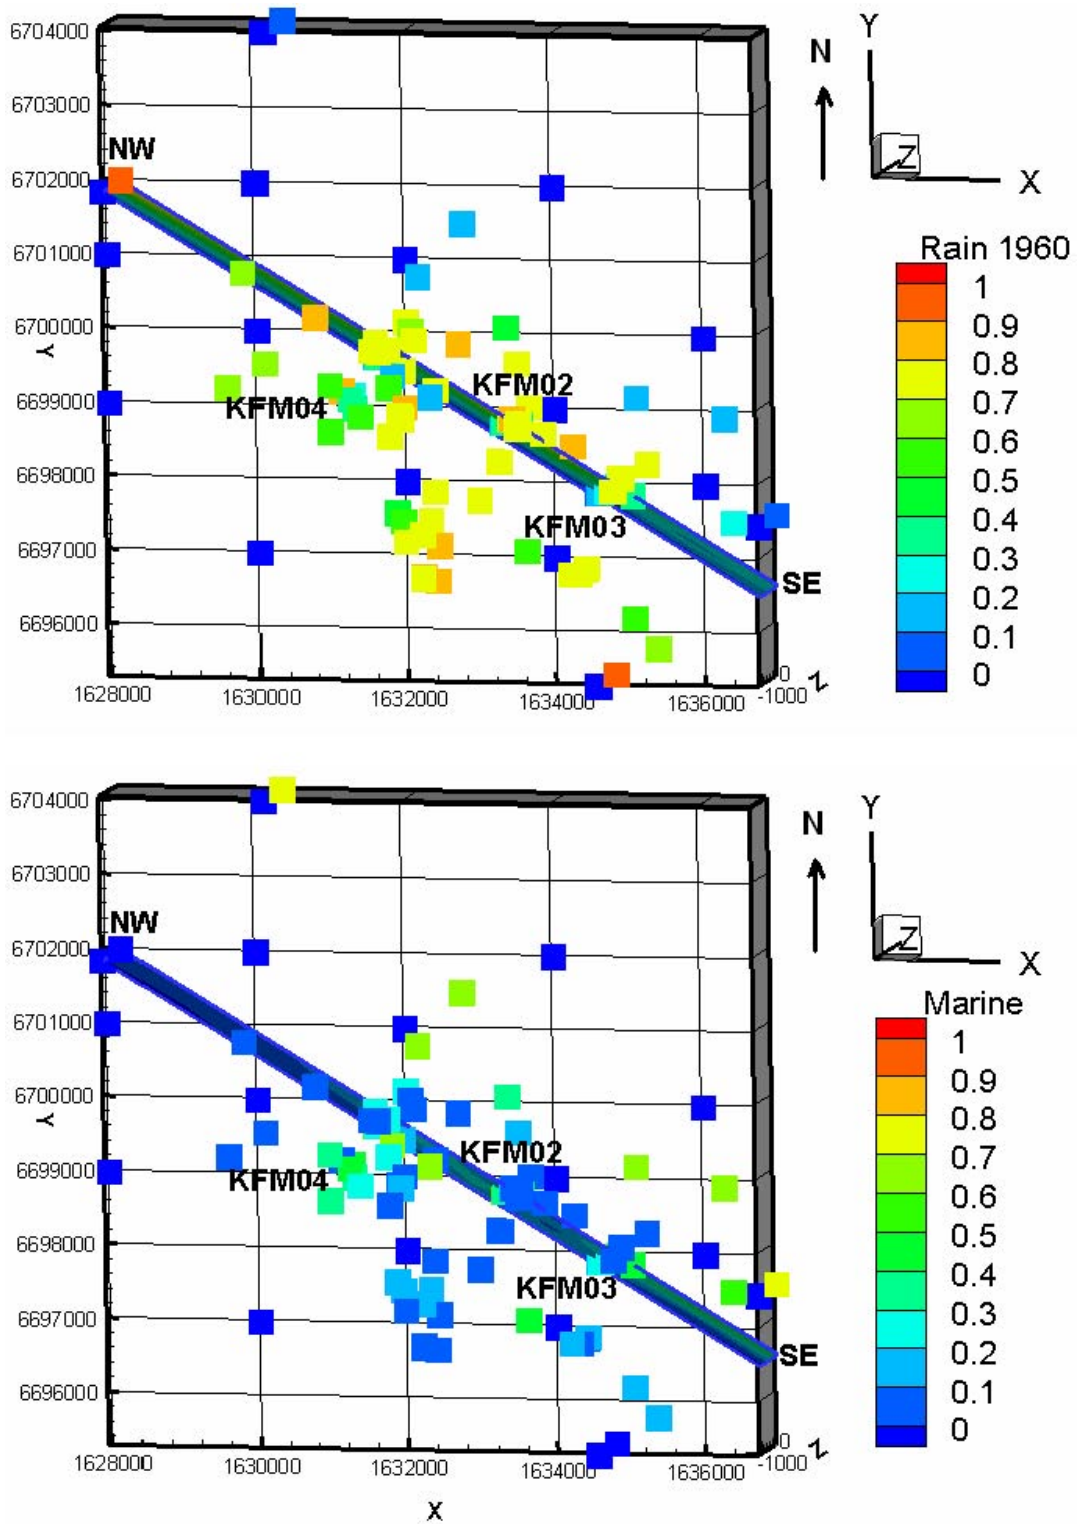 6704000
Y
6703000
N
NW
Z
6702000
X
6701000
Rain 1960
1
6700000
0.9
Y
0.8
KFM02
6699000
0.7
KFM04
0.6
6698000
0.5
KFM03
0.4
6697000
0.3
SE
0.2
6696000
0.1
0
0
Z
1628000 1630000 1632000 1634000 1636000 -1000
6704000
Y
N
6703000
NW
Z
6702000
X
Marine
6701000
1
0.9
6700000
Y
0.8
KFM02
0.7
6699000
KFM04
0.6
0.5
6698000
0.4
KFM03
6697000
0.3
SE
0.2
6696000
0.1
0
0
Z
1628000 1630000 1632000 1634000 1636000 -1000
X